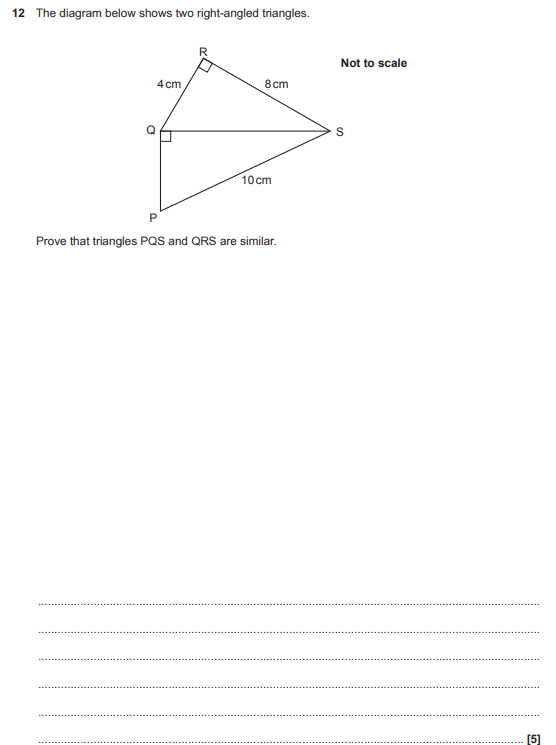 12 The diagram below shows two right-angled triangles.
R
Not to scale
4 cm
8 cm
Q
S
10 cm
P
Prove that triangles PQS and QRS are similar.
[5]